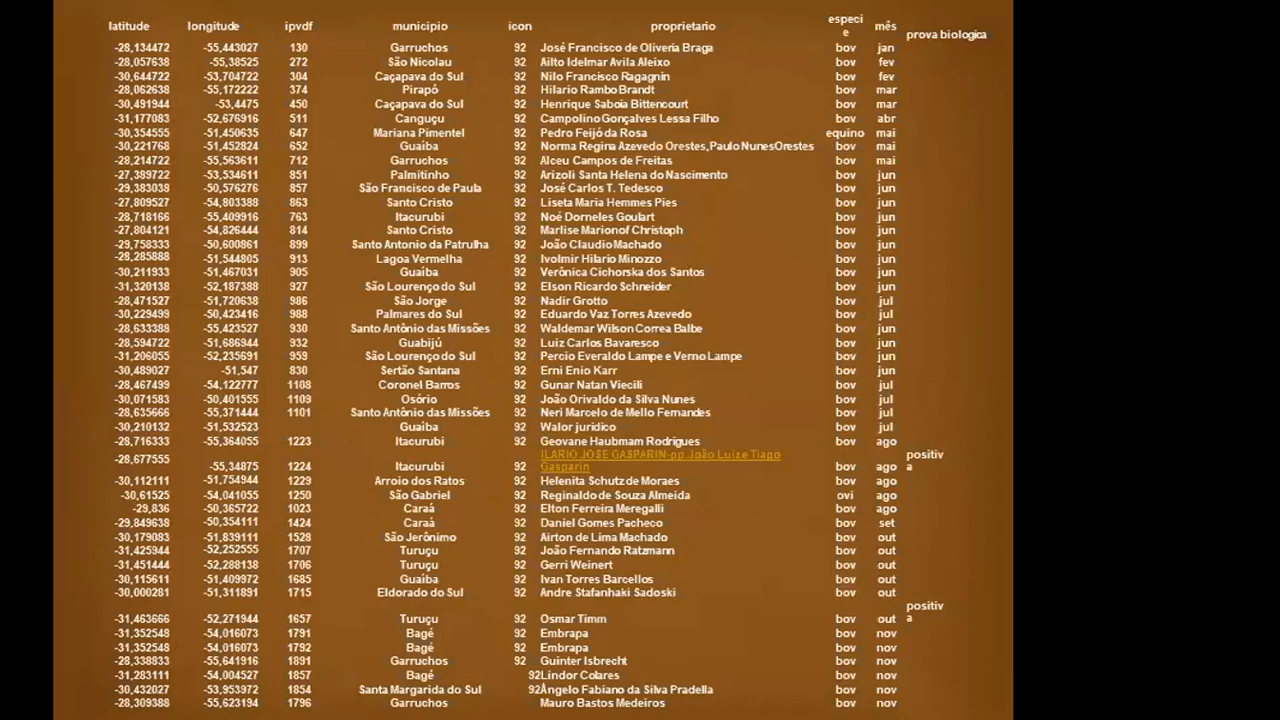 latitude longitude ipvdf municipio icon proprietario especie mês prova biologica
-28,134472 -55,443027 130 Garruchos 92 José Francisco de Oliveria Braga bov jan
-28,057638 -55,38525 272 São Nicolau 92 Ailto Idelmar Avila Aleixo bov fev
-30,644722 -53,704722 304 Caçapava do Sul 92 Nilo Francisco Ragagnin bov fev
-28,062638 -55,172222 374 Pirapó 92 Hilario Rambo Brandt bov mar
-30,491944 -53,4475 450 Caçapava do Sul 92 Henrique Saboia Bittencourt bov mar
-31,177083 -52,676916 511 Canguçu 92 Campolino Gonçalves Lessa Filho bov abr
-30,354555 -51,450635 647 Mariana Pimentel 92 Pedro Feijó da Rosa equino mai
-30,221768 -51,452824 652 Guaíba 92 Norma Regina Azevedo Orestes,Paulo NunesOrestes bov mai
-28,214722 -55,563611 712 Garruchos 92 Alceu Campos de Freitas bov mai
-27,389722 -53,534611 851 Palmitinho 92 Arizoli Santa Helena do Nascimento bov jun
-29,383038 -50,576276 857 São Francisco de Paula 92 José Carlos T. Tedesco bov jun
-27,809527 -54,803388 863 Santo Cristo 92 Liseta Maria Hemmes Pies bov jun
-28,718166 -55,409916 763 Itacurubi 92 Noé Dorneles Goulart bov jun
-27,804121 -54,826444 814 Santo Cristo 92 Marlise Marionof Christoph bov jun
-29,758333 -50,600861 899 Santo Antonio da Patrulha 92 João Claudio Machado bov jun
-28,285888 -51,544805 913 Lagoa Vermelha 92 Ivolmir Hilario Minozzo bov jun
-30,211933 -51,467031 905 Guaíba 92 Verônica Cichorska dos Santos bov jun
-31,320138 -52,187388 927 São Lourenço do Sul 92 Elson Ricardo Schneider bov jun
-28,471527 -51,720638 986 São Jorge 92 Nadir Grotto bov jul
-30,229499 -50,423416 988 Palmares do Sul 92 Eduardo Vaz Torres Azevedo bov jul
-28,633388 -55,423527 930 Santo Antônio das Missões 92 Waldemar Wilson Correa Balbe bov jun
-28,594722 -51,686944 932 Guabijú 92 Luiz Carlos Bavaresco bov jun
-31,206055 -52,235691 959 São Lourenço do Sul 92 Percio Everaldo Lampe e Verno Lampe bov jun
-30,489027 -51,547 830 Sertão Santana 92 Erni Enio Karr bov jun
-28,467499 -54,122777 1108 Coronel Barros 92 Gunar Natan Viecili bov jul
-30,071583 -50,401555 1109 Osório 92 João Orivaldo da Silva Nunes bov jul
-28,635666 -55,371444 1101 Santo Antônio das Missões 92 Neri Marcelo de Mello Fernandes bov jul
-30,210132 -51,532523 Guaíba 92 Walor juridico bov jul
-28,716333 -55,364055 1223 Itacurubi 92 Geovane Haubmam Rodrigues bov ago
-28,677555 -55,34875 1224 Itacurubi 92 ILARIO JOSE GASPARIN-pp.João Luize Tiago Gasparin bov ago positiva
-30,112111 -51,754944 1229 Arroio dos Ratos 92 Helenita Schutz de Moraes bov ago
-30,61525 -54,041055 1250 São Gabriel 92 Reginaldo de Souza Almeida ovi ago
-29,836 -50,365722 1023 Caraá 92 Elton Ferreira Meregalli bov ago
-29,849638 -50,354111 1424 Caraá 92 Daniel Gomes Pacheco bov set
-30,179083 -51,839111 1528 São Jerônimo 92 Airton de Lima Machado bov out
-31,425944 -52,252555 1707 Turuçu 92 João Fernando Ratzmann bov out
-31,451444 -52,288138 1706 Turuçu 92 Gerri Weinert bov out
-30,115611 -51,409972 1685 Guaíba 92 Ivan Torres Barcellos bov out
-30,000281 -51,311891 1715 Eldorado do Sul 92 Andre Stafanhaki Sadoski bov out
-31,463666 -52,271944 1657 Turuçu 92 Osmar Timm bov out positiva
-31,352548 -54,016073 1791 Bagé 92 Embrapa bov nov
-31,352548 -54,016073 1792 Bagé 92 Embrapa bov nov
-28,338833 -55,641916 1891 Garruchos 92 Guinter Isbrecht bov nov
-31,283111 -54,004527 1857 Bagé 92 Lindor Colares bov nov
-30,432027 -53,953972 1854 Santa Margarida do Sul 92 Ângelo Fabiano da Silva Pradella bov nov
-28,309388 -55,623194 1796 Garruchos Mauro Bastos Medeiros bov nov